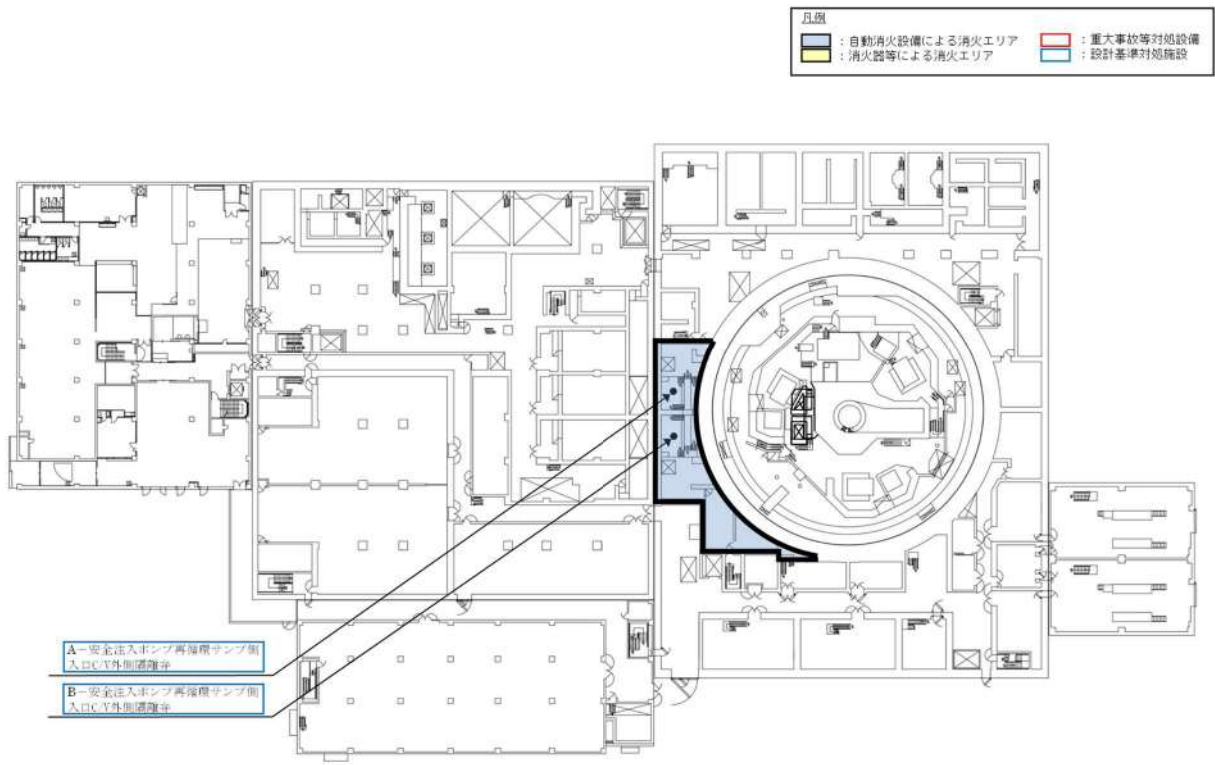 凡例
：自動消火設備による消火エリア
：重大事故等対処設備
：消火器等による消火エリア
：設計基準対処施設
A－安全注入ポンプ再循環サンプ側
入口C/V外側隔離弁
B－安全注入ポンプ再循環サンプ側
入口C/V外側隔離弁